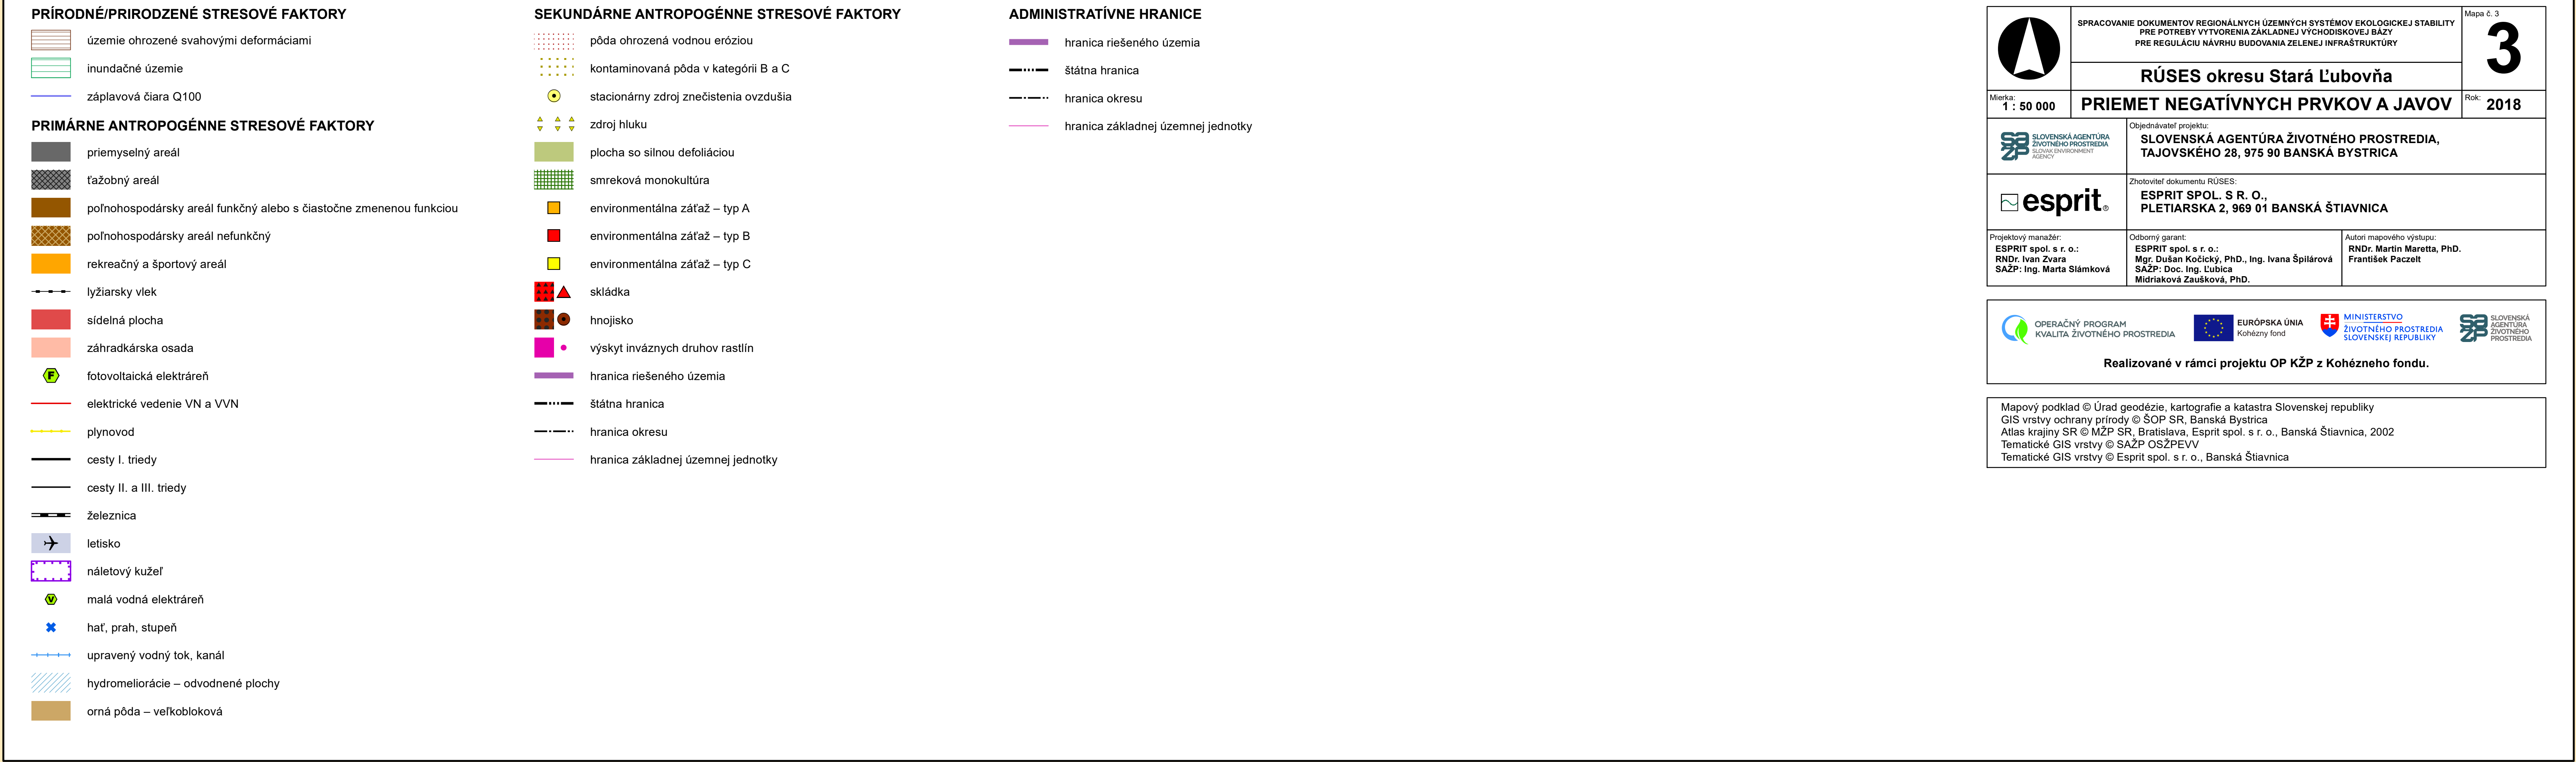 PRÍRODNÉ/PRIRODZENÉ STRESOVÉ FAKTORY
územie ohrozené svahovými deformáciami
inundačné územie
záplavová čiara Q100
PRIMÁRNE ANTROPOGÉNNE STRESOVÉ FAKTORY
priemyselný areál
ťažobný areál
poľnohospodársky areál funkčný alebo s čiastočne zmenenou funkciou
poľnohospodársky areál nefunkčný
rekreačný a športový areál
lyžiarsky vlek
sídelná plocha
záhradkárska osada
F
fotovoltaická elektráreň
elektrické vedenie VN a VVN
plynovod
cesty I. triedy
cesty II. a III. triedy
železnica
letisko
náletový kužeľ
V
malá vodná elektráreň
hať, prah, stupeň
upravený vodný tok, kanál
hydromeliorácie – odvodnené plochy
orná pôda – veľkobloková
SEKUNDÁRNE ANTROPOGÉNNE STRESOVÉ FAKTORY
pôda ohrozená vodnou eróziou
kontaminovaná pôda v kategórii B a C
stacionárny zdroj znečistenia ovzdušia
zdroj hluku
plocha so silnou defoliáciou
smreková monokultúra
environmentálna záťaž – typ A
environmentálna záťaž – typ B
environmentálna záťaž – typ C
skládka
hnojisko
výskyt inváznych druhov rastlín
hranica riešeného územia
štátna hranica
hranica okresu
hranica základnej územnej jednotky
ADMINISTRATÍVNE HRANICE
hranica riešeného územia
štátna hranica
hranica okresu
hranica základnej územnej jednotky
SPRACOVANIE DOKUMENTOV REGIONÁLNYCH ÚZEMNÝCH SYSTÉMOV EKOLOGICKEJ STABILITY
PRE POTREBY VYTVORENIA ZÁKLADNEJ VÝCHODISKOVEJ BÁZY
PRE REGULÁCIU NÁVRHU BUDOVANIA ZELENEJ INFRAŠTRUKTÚRY
Mapa č. 3
3
RÚSES okresu Stará Ľubovňa
Mierka:
1 : 50 000
PRIEMET NEGATÍVNYCH PRVKOV A JAVOV
Rok:
2018
SLOVENSKÁ AGENTÚRA
ŽIVOTNÉHO PROSTREDIA
SLOVAK ENVIRONMENT
AGENCY
Objednávateľ projektu:
SLOVENSKÁ AGENTÚRA ŽIVOTNÉHO PROSTREDIA,
TAJOVSKÉHO 28, 975 90 BANSKÁ BYSTRICA
esprit®
Zhotoviteľ dokumentu RÚSES:
ESPRIT SPOL. S R. O.,
PLETIARSKA 2, 969 01 BANSKÁ ŠTIAVNICA
Projektový manažér:
ESPRIT spol. s r. o.:
RNDr. Ivan Zvara
SAŽP: Ing. Marta Slámková
Odborný garant:
ESPRIT spol. s r. o.:
Mgr. Dušan Kočický, PhD., Ing. Ivana Špilárová
SAŽP: Doc. Ing. Ľubica
Midriaková Zaušková, PhD.
Autori mapového výstupu:
RNDr. Martin Maretta, PhD.
František Paczelt
OPERAČNÝ PROGRAM
KVALITA ŽIVOTNÉHO PROSTREDIA
EURÓPSKA ÚNIA
Kohézny fond
MINISTERSTVO
ŽIVOTNÉHO PROSTREDIA
SLOVENSKEJ REPUBLIKY
SLOVENSKÁ
AGENTÚRA
ŽIVOTNÉHO
PROSTREDIA
Realizované v rámci projektu OP KŽP z Kohézneho fondu.
Mapový podklad © Úrad geodézie, kartografie a katastra Slovenskej republiky
GIS vrstvy ochrany prírody © ŠOP SR, Banská Bystrica
Atlas krajiny SR © MŽP SR, Bratislava, Esprit spol. s r. o., Banská Štiavnica, 2002
Tematické GIS vrstvy © SAŽP OSŽPEVV
Tematické GIS vrstvy © Esprit spol. s r. o., Banská Štiavnica